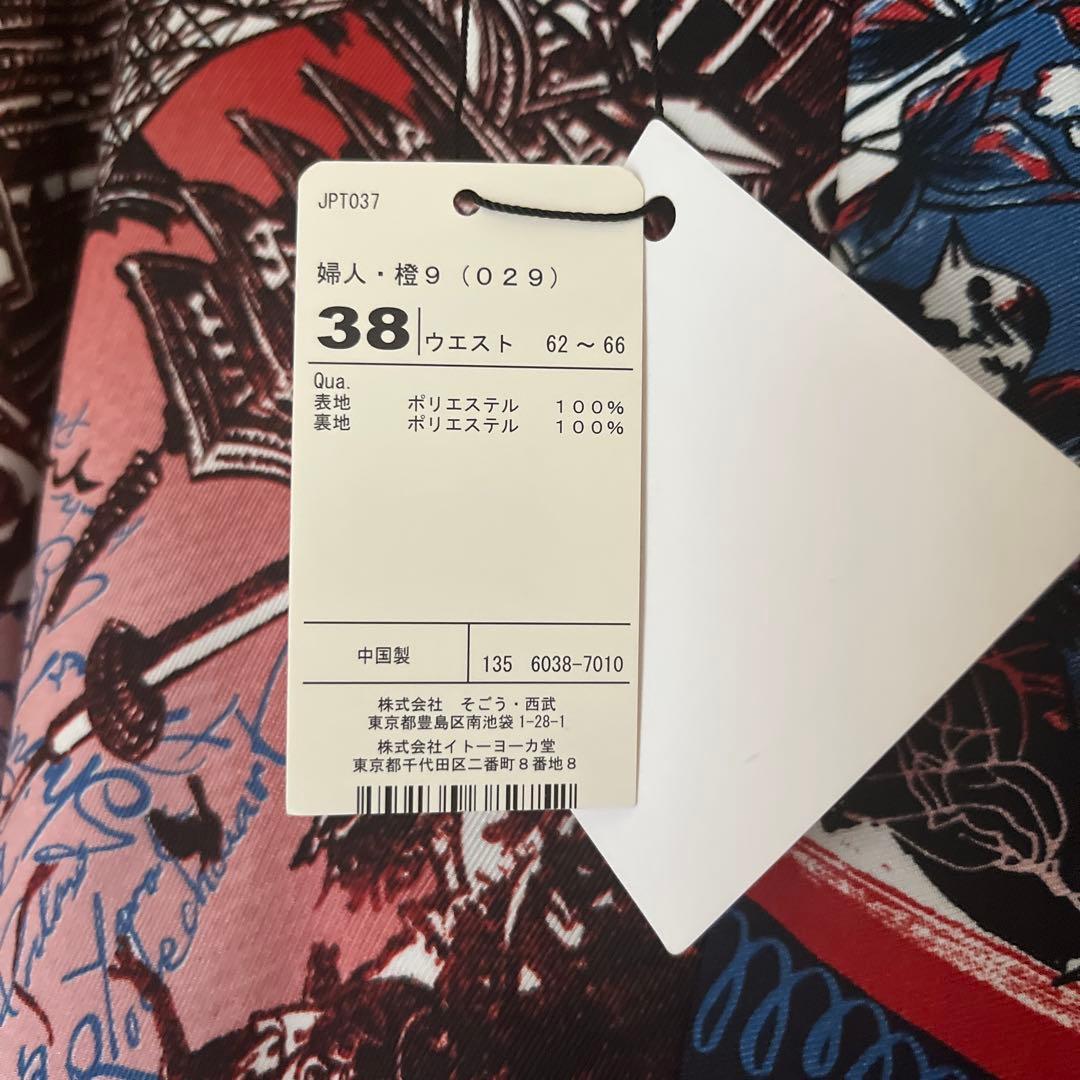 JPT037
婦人・橙9（029）
38 ウエスト 62～66
Qua.
表地 ポリエステル 100%
裏地 ポリエステル 100%
中国製 135 6038-7010
株式会社 そごう・西武
東京都豊島区南池袋1-28-1
株式会社イトーヨーカ堂
東京都千代田区二番町8番地8